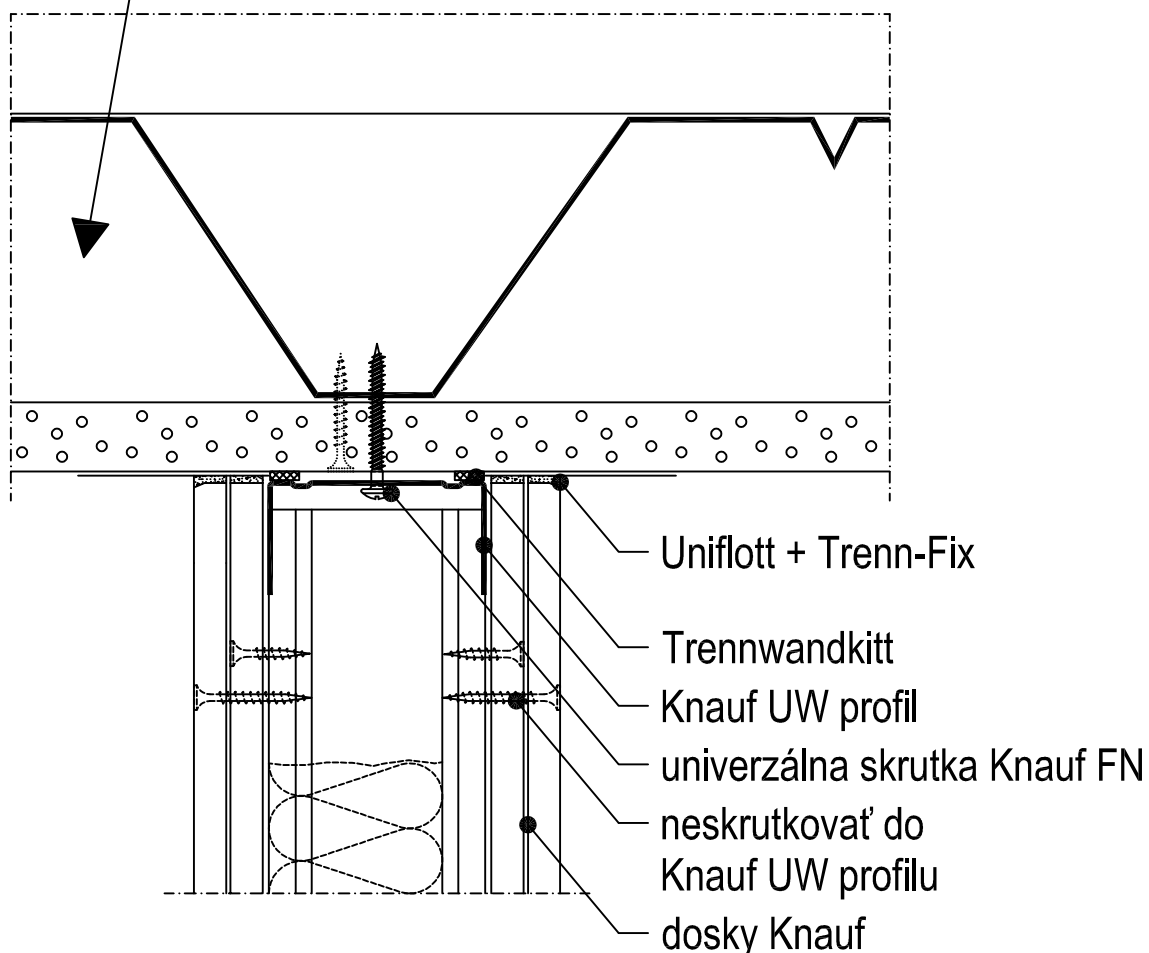 Uniflott + Trenn-Fix
Trennwandkitt
Knauf UW profil
univerzálna skrutka Knauf FN
neskrutkovať do
Knauf UW profilu
dosky Knauf